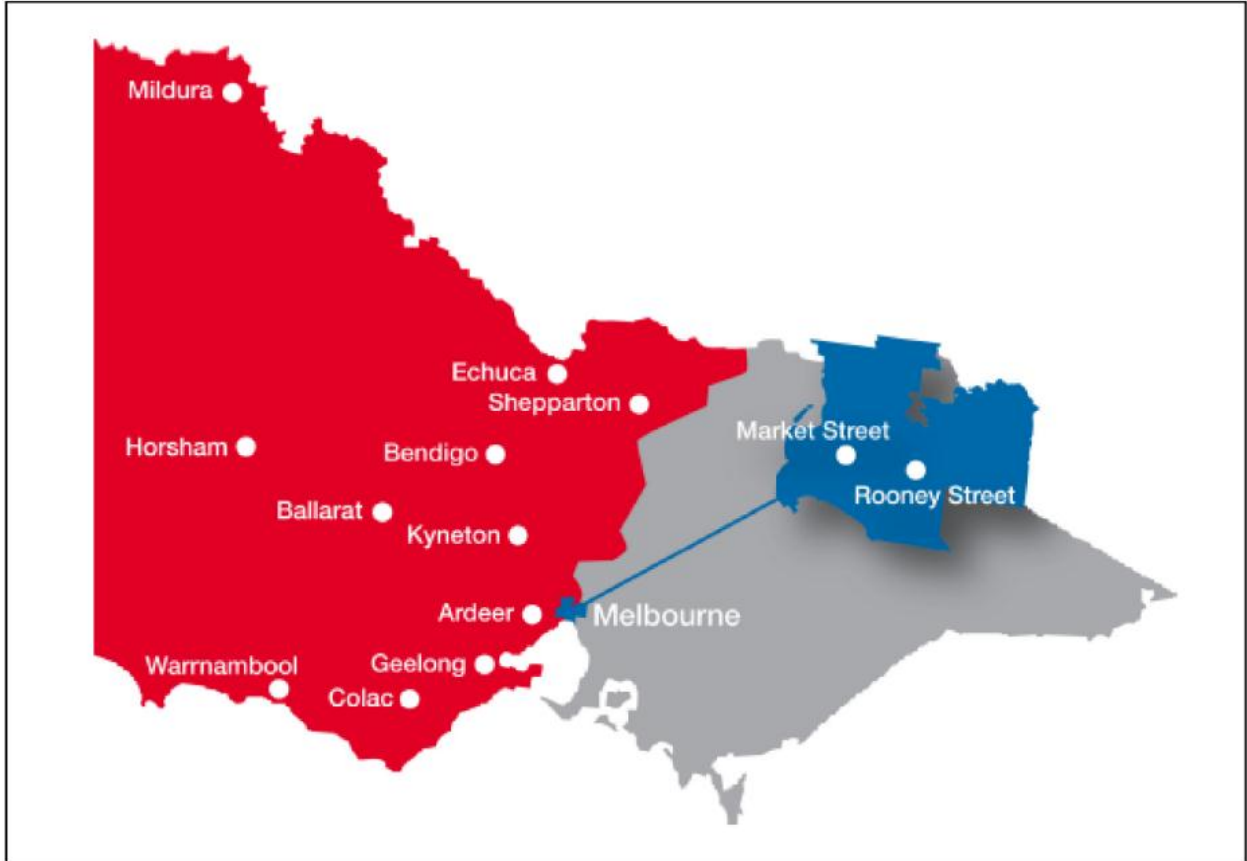 Mildura
Echuca
Shepparton
Market Street
Horsham
Bendigo
Rooney Street
Ballarat
Kyneton
Ardeer
Melbourne
Warrnambool
Geelong
Colac